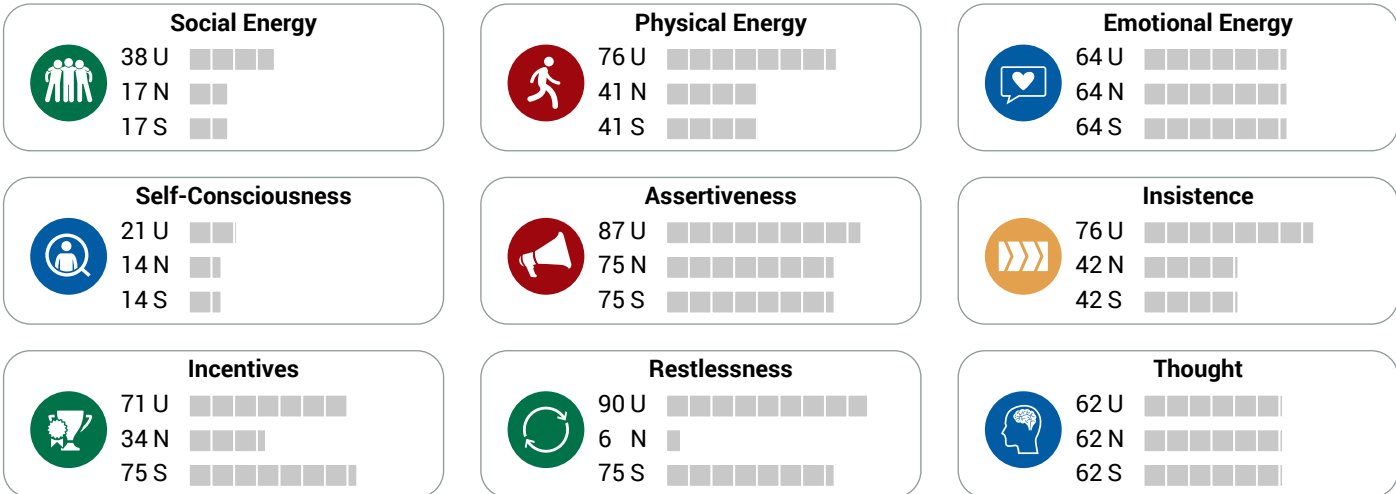 Social Energy
38 U
17 N
17 S
Physical Energy
76 U
41 N
41 S
Emotional Energy
64 U
64 N
64 S
Self-Consciousness
21 U
14 N
14 S
Assertiveness
87 U
75 N
75 S
Insistence
76 U
42 N
42 S
Incentives
71 U
34 N
75 S
Restlessness
90 U
6 N
75 S
Thought
62 U
62 N
62 S